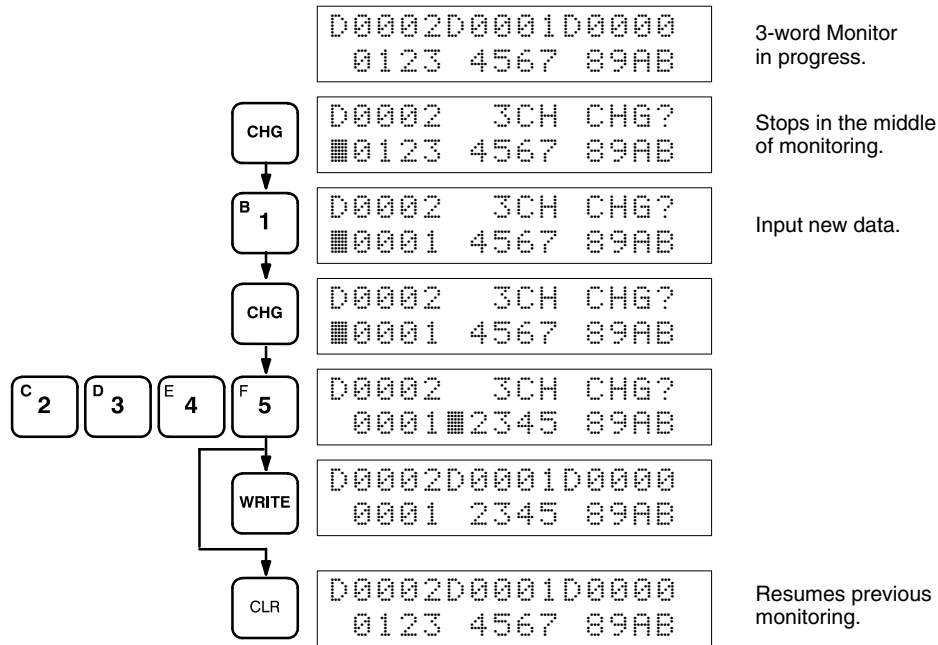 D0002D0001D0000
0123 4567 89AB
3-word Monitor
in progress.
CHG
D0002 3CH CHG?
0123 4567 89AB
Stops in the middle
of monitoring.
B 1
D0002 3CH CHG?
0001 4567 89AB
Input new data.
CHG
D0002 3CH CHG?
0001 4567 89AB
C 2 D 3 E 4 F 5
D0002 3CH CHG?
0001 2345 89AB
WRITE
D0002D0001D0000
0001 2345 89AB
CLR
D0002D0001D0000
0123 4567 89AB
Resumes previous
monitoring.